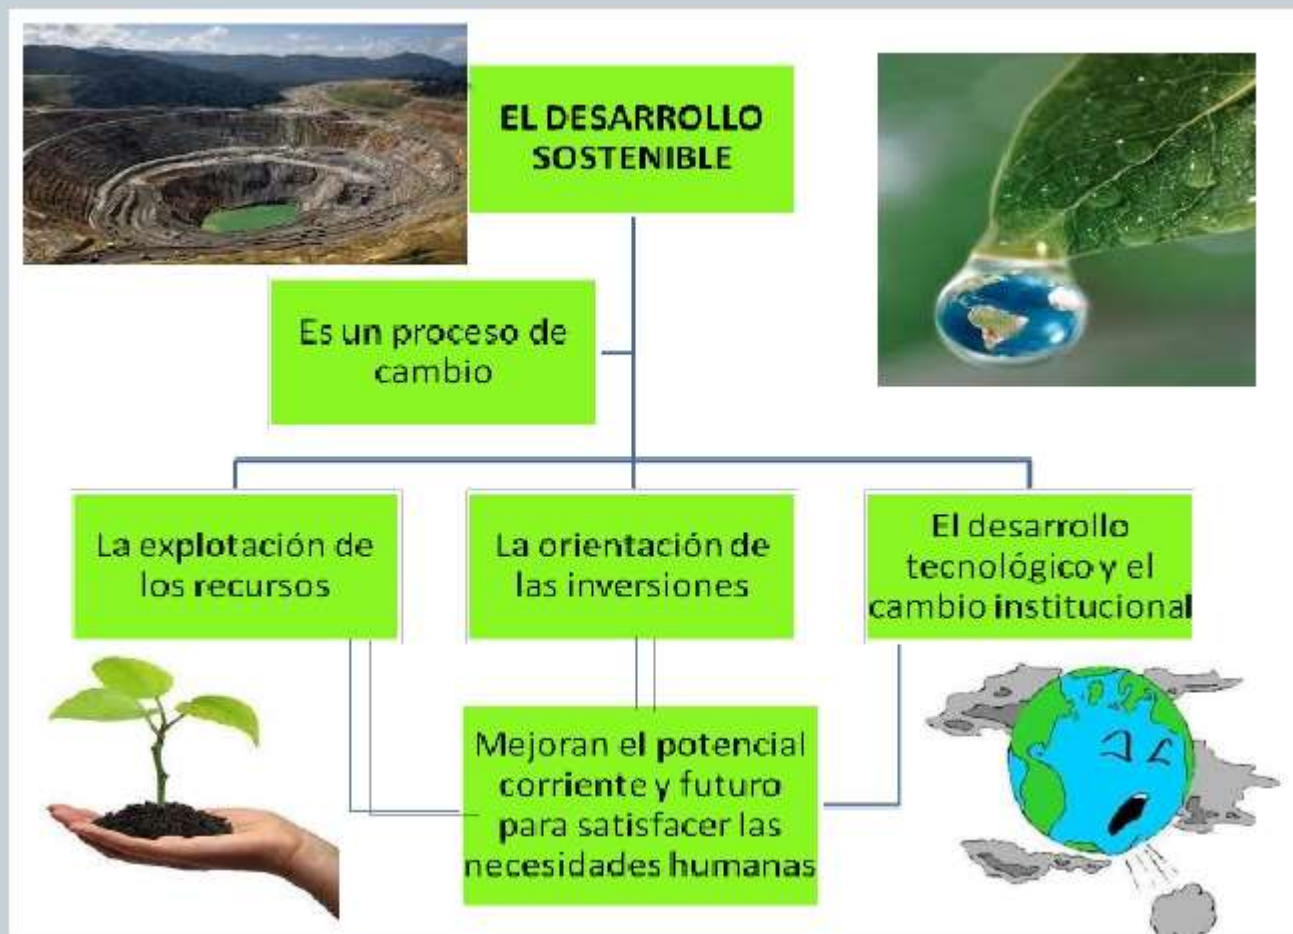 EL DESARROLLO
SOSTENIBLE
Es un proceso de
cambio
La explotación de
los recursos
La orientación de
las inversiones
El desarrollo
tecnológico y el
cambio institucional
Mejoran el potencial
corriente y futuro
para satisfacer las
necesidades humanas